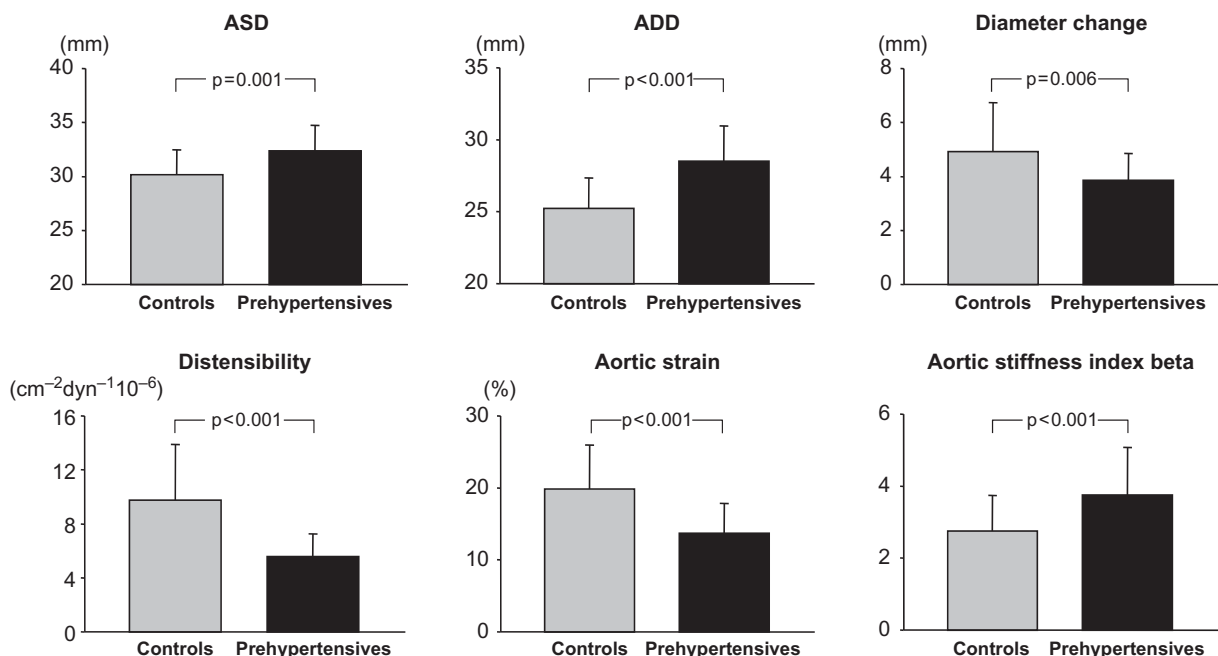 ASD
(mm)
40
35
30
25
20
p=0.001
Controls Prehypertensives
ADD
(mm)
35
30
25
20
p<0.001
Controls Prehypertensives
Diameter change
(mm)
8
6
4
2
0
p=0.006
Controls Prehypertensives
Distensibility
(cm–2dyn–110–6)
16
12
8
4
0
p<0.001
Controls Prehypertensives
Aortic strain
(%)
30
20
10
0
p<0.001
Controls Prehypertensives
Aortic stiffness index beta
6
4
2
0
p<0.001
Controls Prehypertensives